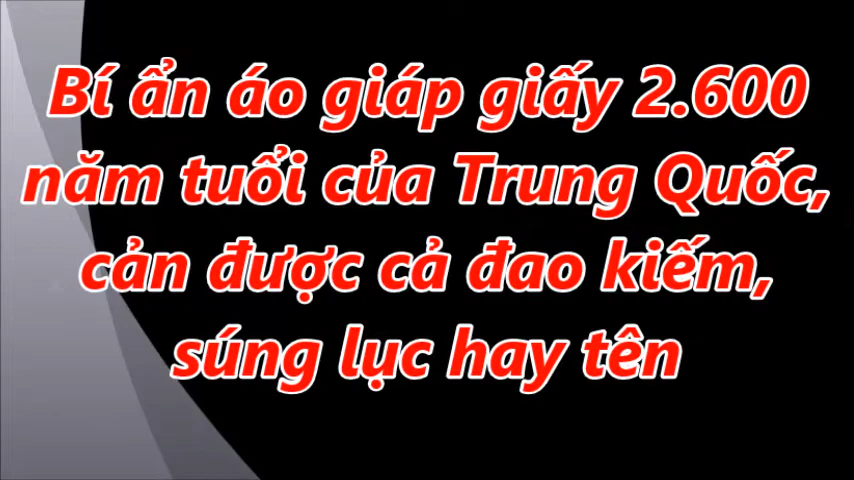 Bí ẩn áo giáp giấy 2.600
năm tuổi của Trung Quốc,
cản được cả đao kiếm,
súng lục hay tên